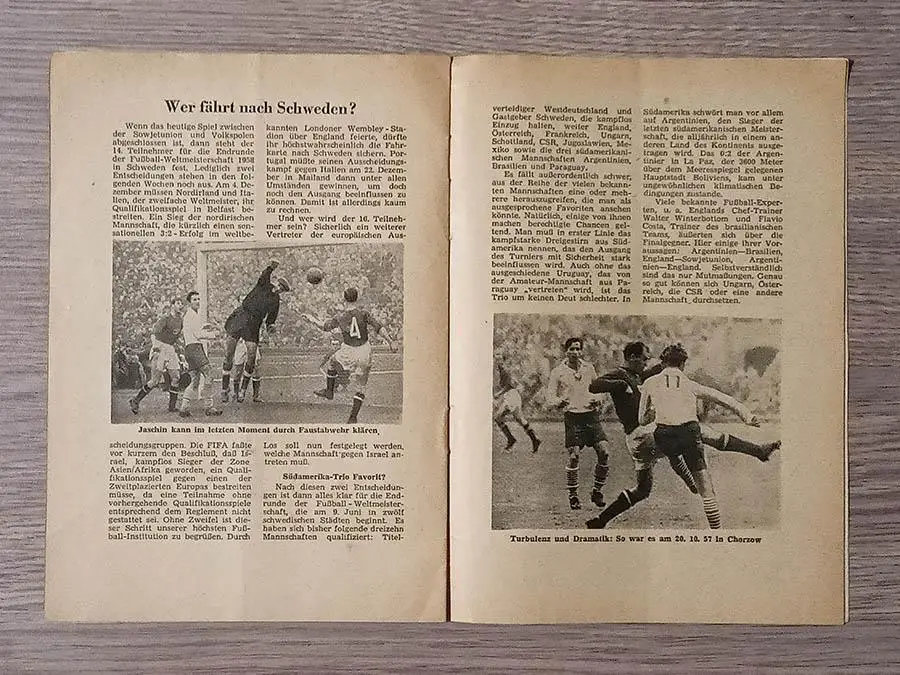 Wer fährt nach Schweden?
Wenn das heutige Spiel zwischen
der Sowjetunion und Volkspolen
abgeschlossen ist, dann steht der
14. Teilnehmer für die Endrunde
der Fußball-Weltmeisterschaft 1958
in Schweden fest. Lediglich zwei
Entscheidungen stehen in den fol-
genden Wochen noch aus. Am 4. De-
zember müssen Nordirland und Ita-
lien, der zweifache Weltmeister, ihr
Qualifikationsspiel in Belfast be-
streiten. Ein Sieg der nordirischen
Mannschaft, die kürzlich einen sen-
sationellen 3:2-Erfolg im weltbe-
kannten Londoner Wembley-Sta-
dion über England feierte, dürfte
ihr höchstwahrscheinlich die Fahr-
karte nach Schweden sichern. Por-
tugal müßte seinen Ausscheidungs-
kampf gegen Italien am 22. Dezem-
ber in Mailand dann unter allen
Umständen gewinnen, um doch
noch den Ausgang beeinflussen zu
können. Damit ist allerdings kaum
zu rechnen.
Und wer wird der 16. Teilneh-
mer sein? Sicherlich ein weiterer
Vertreter der europäischen Aus-
4
Jaschin kann im letzten Moment durch Faustabwehr klären.
scheidungsgruppen. Die FIFA faßte
vor kurzem den Beschluß, daß Is-
rael, kampflos Sieger der Zone
Asien/Afrika geworden, ein Quali-
fikationsspiel gegen einen der
Zweitplazierten Europas bestreiten
müsse, da eine Teilnahme ohne
vorhergehende Qualifikationsspiele
entsprechend dem Reglement nicht
gestattet sei. Ohne Zweifel ist die-
ser Schritt unserer höchsten Fuß-
ball-Institution zu begrüßen. Durch
Los soll nun festgelegt werden,
welche Mannschaft gegen Israel an-
treten muß.
Südamerika-Trio Favorit?
Nach diesen zwei Entscheidun-
gen ist dann alles klar für die End-
runde der Fußball-Weltmeister-
schaft, die am 9. Juni in zwölf
schwedischen Städten beginnt. Es
haben sich bisher folgende dreizehn
Mannschaften qualifiziert: Titel-
verteidiger Westdeutschland und
Gastgeber Schweden, die kampflos
Einzug halten, weiter England,
Österreich, Frankreich, Ungarn,
Schottland, CSR, Jugoslawien, Me-
xiko sowie die drei südamerikani-
schen Mannschaften Argentinien,
Brasilien und Paraguay.
Es fällt außerordentlich schwer,
aus der Reihe der vielen bekann-
ten Mannschaften eine oder meh-
rere herauszugreifen, die man als
ausgesprochene Favoriten ansehen
könnte. Natürlich, einige von ihnen
machen berechtigte Chancen gel-
tend. Man muß in erster Linie das
kampfstarke Dreigestirn aus Süd-
amerika nennen, das den Ausgang
des Turniers mit Sicherheit stark
beeinflussen wird. Auch ohne das
ausgeschiedene Uruguay, das von
der Amateur-Mannschaft aus Pa-
raguay „vertreten“ wird, ist das
Trio um keinen Deut schlechter. In
Südamerika schwört man vor allem
auf Argentinien, den Sieger der
letzten südamerikanischen Meister-
schaft, die alljährlich in einem an-
deren Land des Kontinents ausge-
tragen wird. Das 0:2 der Argen-
tinier in La Paz, der 3600 Meter
über dem Meeresspiegel gelegenen
Hauptstadt Boliviens, kam unter
ungewöhnlichen klimatischen Be-
dingungen zustande.
Viele bekannte Fußball-Exper-
ten, u. a. Englands Chef-Trainer
Walter Winterbottom und Flavio
Costa, Trainer des brasilianischen
Teams, äußerten sich über die
Finalgegner. Hier einige ihrer Vor-
aussagen: Argentinien—Brasilien,
England—Sowjetunion, Argenti-
nien—England. Selbstverständlich
sind das nur Mutmaßungen. Genau
so gut können sich Ungarn, Öster-
reich, die CSR oder eine andere
Mannschaft durchsetzen.
11
Turbulenz und Dramatik: So war es am 20. 10. 57 in Chorzow